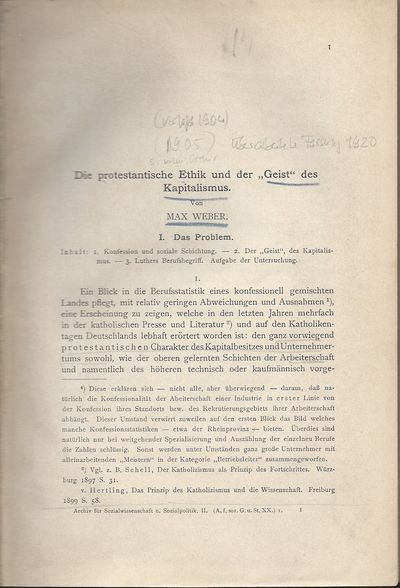 1
(1905)
Überarbeitete Fassung 1920
Die protestantische Ethik und der „Geist“ des
Kapitalismus.
Von
MAX WEBER.
I. Das Problem.
Inhalt: 1. Konfession und soziale Schichtung. — 2. Der „Geist“, des Kapitalis-
mus. — 3. Luthers Berufsbegriff. Aufgabe der Untersuchung.
1.
Ein Blick in die Berufsstatistik eines konfessionell gemischten
Landes pflegt, mit relativ geringen Abweichungen und Ausnahmen ¹),
eine Erscheinung zu zeigen, welche in den letzten Jahren mehrfach
in der katholischen Presse und Literatur ²) und auf den Katholiken-
tagen Deutschlands lebhaft erörtert worden ist: den ganz vorwiegend
protestantischen Charakter des Kapitalbesitzes und Unternehmer-
tums sowohl, wie der oberen gelernten Schichten der Arbeiterschaft
und namentlich des höheren technisch oder kaufmännisch vorge-
¹) Diese erklären sich — nicht alle, aber überwiegend — daraus, daß na-
türlich die Konfessionalität der Abeiterschaft einer Industrie in erster Linie von
der Konfession ihres Standorts bzw. des Rekrutierungsgebiets ihrer Arbeiterschaft
abhängt. Dieser Umstand verwirrt zuweilen auf den ersten Blick das Bild welches
manche Konfessionsstatistiken — etwa der Rheinprovinz — bieten. Überdies sind
natürlich nur bei weitgehender Spezialisierung und Auszählung der einzelnen Berufe
die Zahlen schlüssig. Sonst werden unter Umständen ganz große Unternehmer mit
alleinarbeitenden „Meistern“ in der Kategorie „Betriebsleiter“ zusammengeworfen.
²) Vgl. z. B. Schell, Der Katholizismus als Prinzip des Fortschrittes. Würz-
burg 1897 S. 31.
v. Hertling, Das Prinzip des Katholizismus und die Wissenschaft. Freiburg
1899 S. 58.
Archiv für Sozialwissenschaft u. Sozialpolitik, II. (A. f. soz. G. u. St, XX.) 1. 1